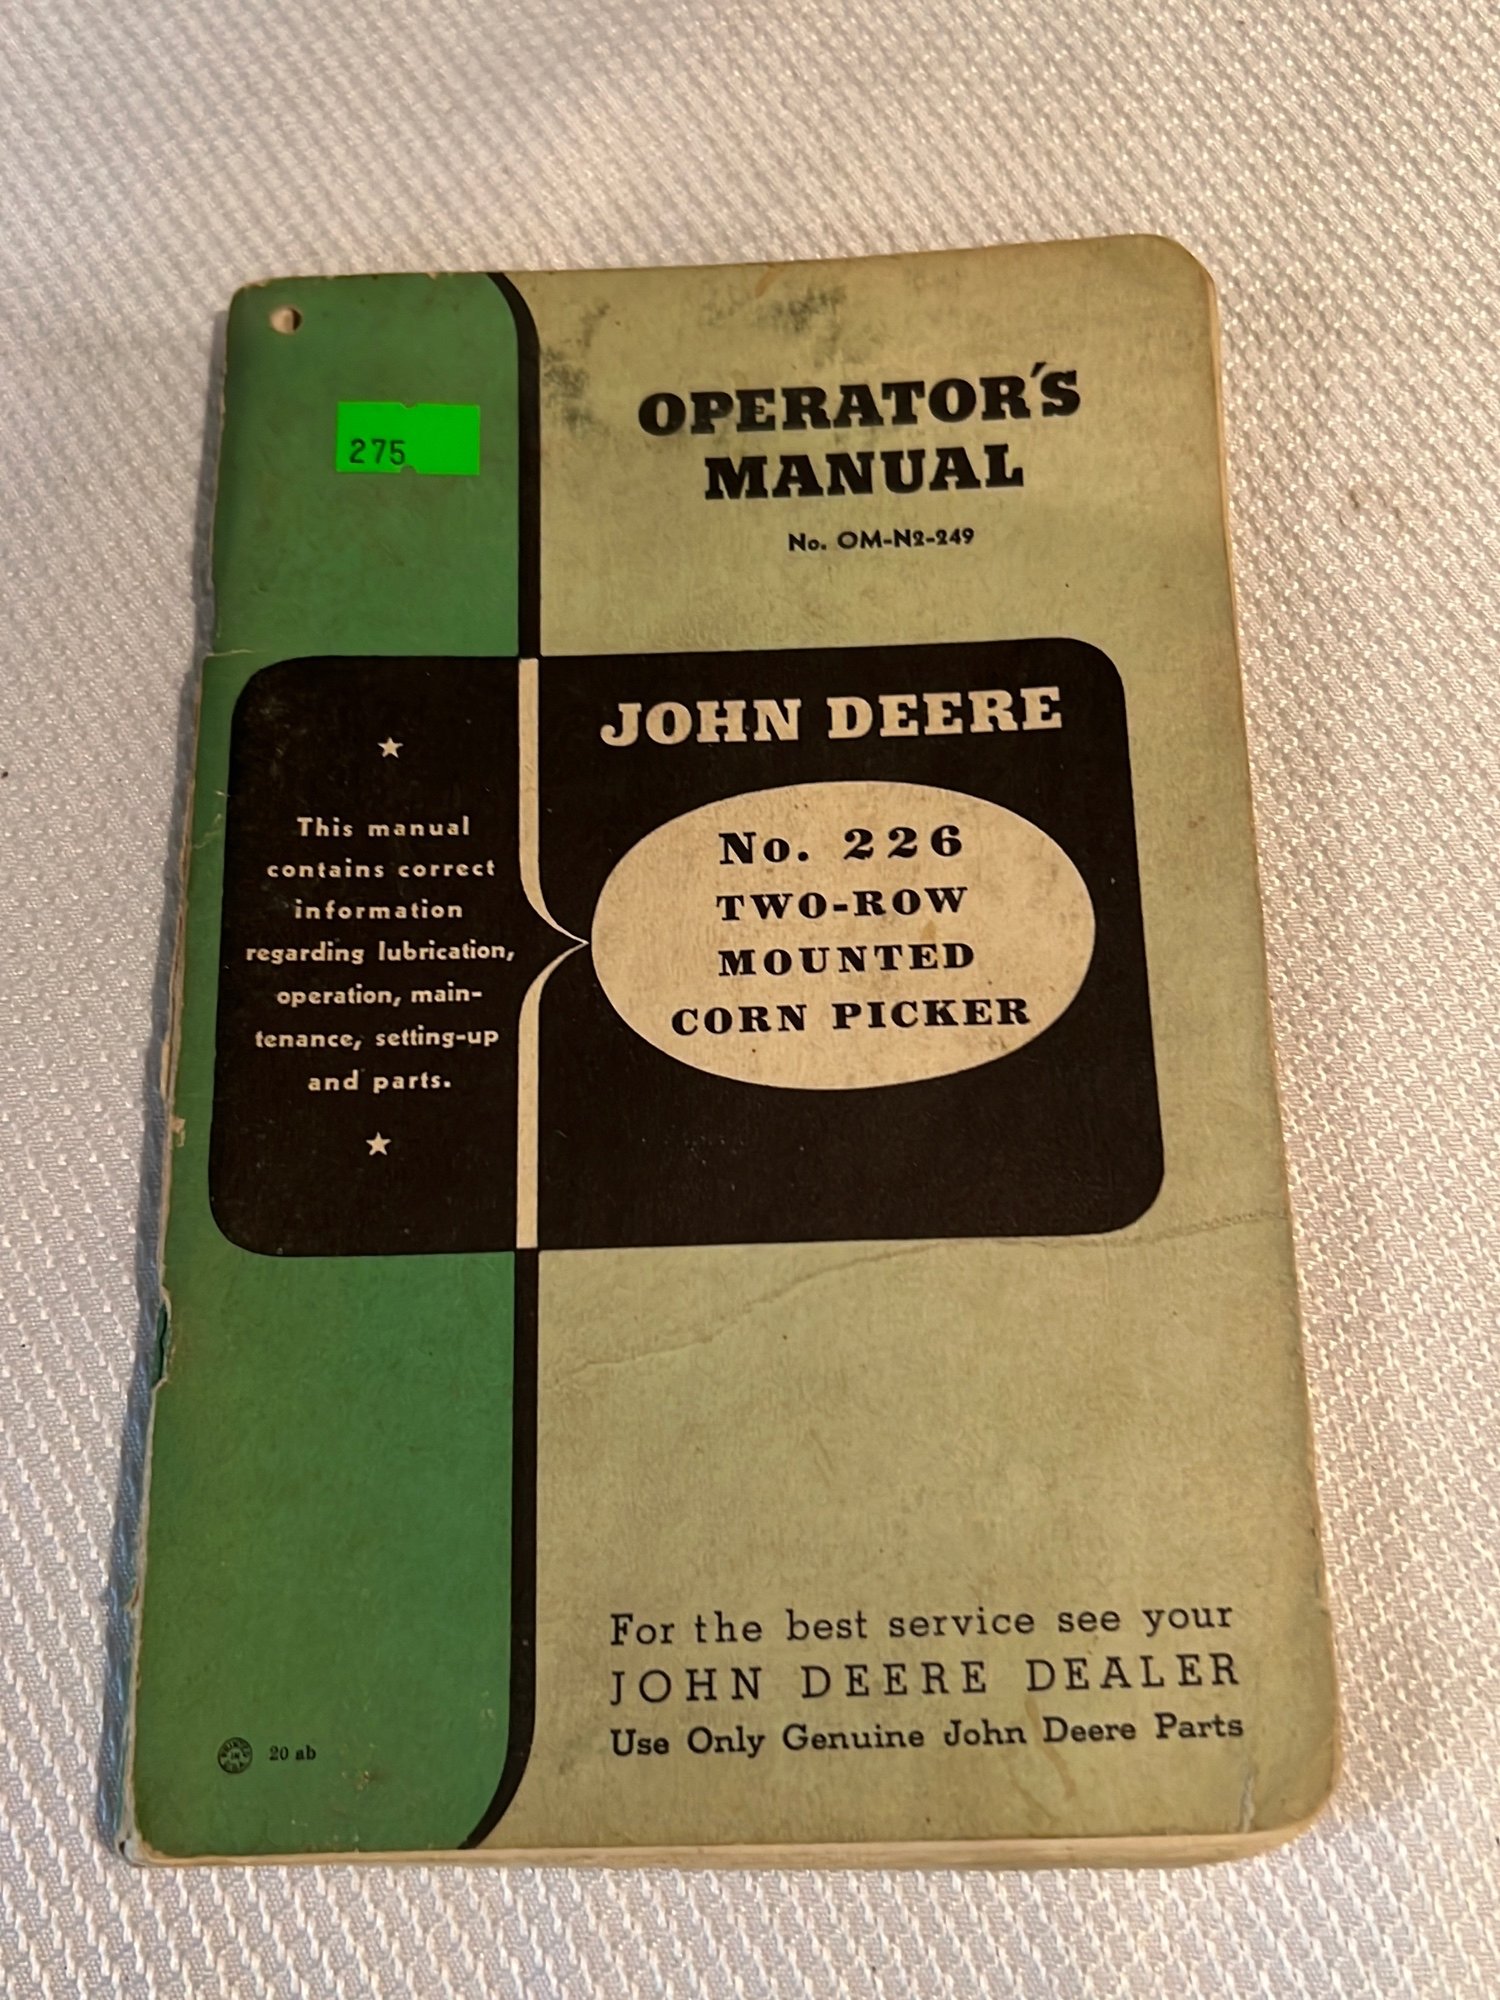 275
OPERATOR'S
MANUAL
No. OM-N2-249
JOHN DEERE
No. 226
TWO-ROW
MOUNTED
CORN PICKER
This manual
contains correct
information
regarding lubrication,
operation, main-
tenance, setting-up
and parts.
For the best service see your
JOHN DEERE DEALER
Use Only Genuine John Deere Parts
PRINTED
IN
U.S.A.
20 ab